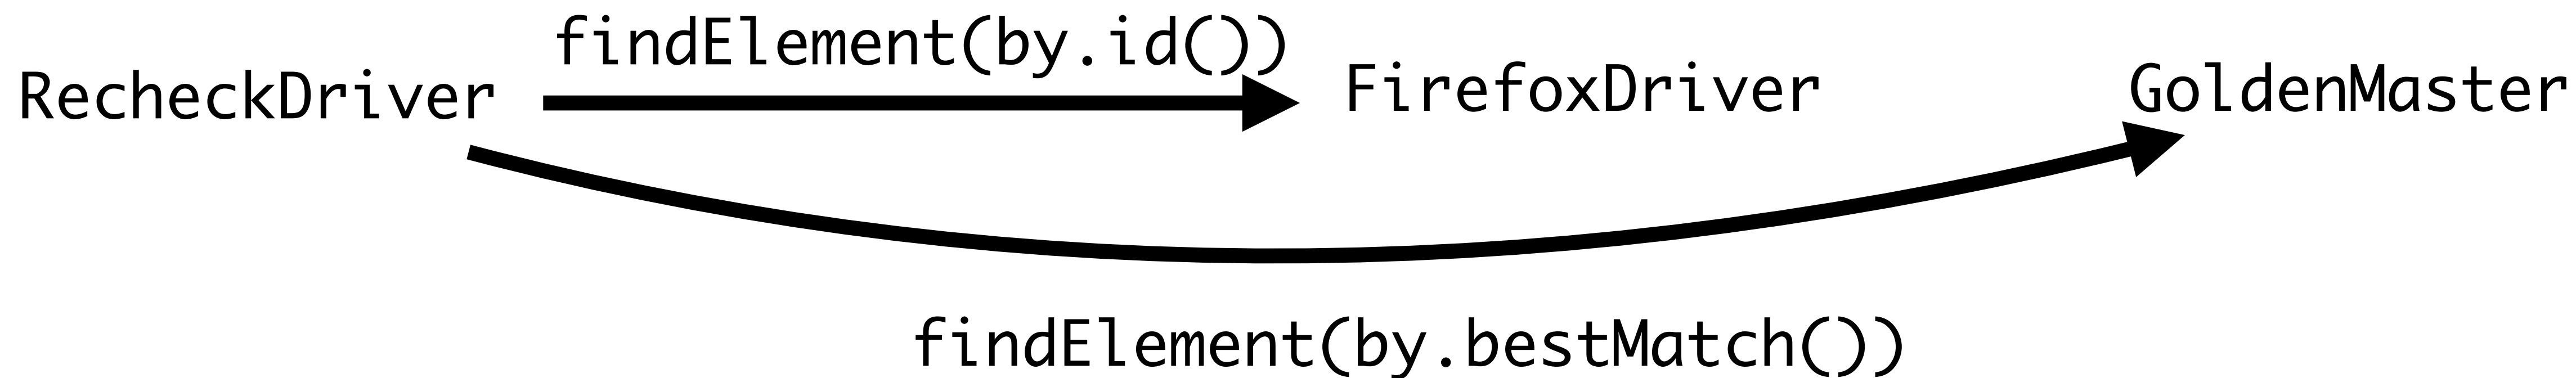 findElement(by.id())
RecheckDriver
FirefoxDriver
GoldenMaster
findElement(by.bestMatch())